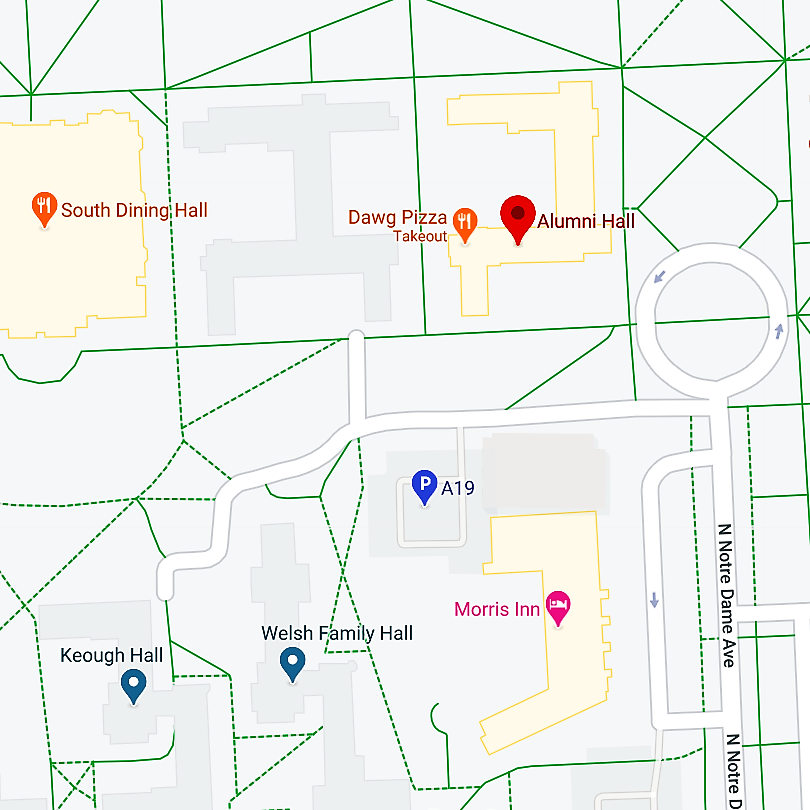 South Dining Hall
Dawg Pizza
Takeout
Alumni Hall
P
A19
N Notre Dame Ave
Morris Inn
Welsh Family Hall
Keough Hall
N Notre D